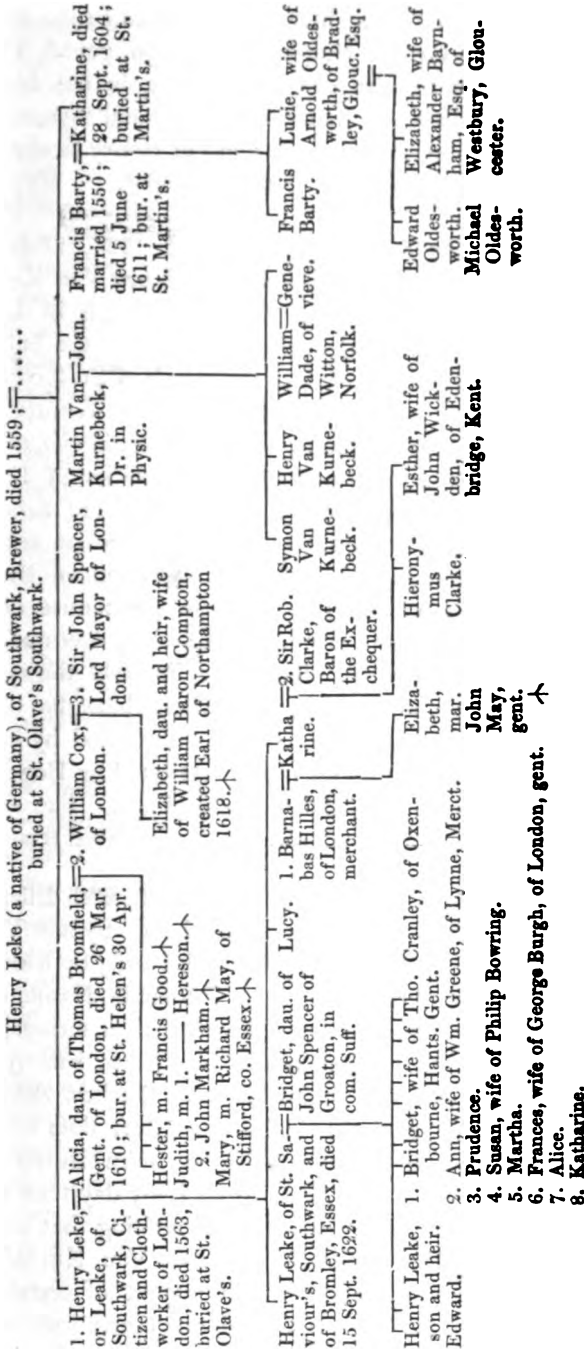 Henry Leke (a native of Germany), of Southwark, Brewer, died 1559;=......
buried at St. Olave's Southwark.
1. Henry Leke,=Alicia, dau. of Thomas Bromfield,=2. William Cox,=3. Sir John Spencer,
or Leake, of
Southwark, Ci-
tizen and Cloth-
worker of Lon-
don, died 1563,
buried at St.
Olave's.
Gent. of London, died 26 Mar.
1610; bur. at St. Helen's 30 Apr.
of London.
Lord Mayor of Lon-
don.
Martin Van=Joan.
Kurnebeck,
Dr. in
Physic.
Francis Barty,=Katharine, died
married 1550;
died 5 June
1611; bur. at
St. Martin's.
28 Sept. 1604;
buried at St.
Martin's.
Hester, m. Francis Good.
Judith, m. 1. —— Hereson.
2. John Markham.
Mary, m. Richard May, of
Stifford, co. Essex.
Elizabeth, dau. and heir, wife
of William Baron Compton,
created Earl of Northampton
1618.
Henry Leake, of St. Sa-=Bridget, dau. of
viour's, Southwark, and
of Bromley, Essex, died
15 Sept. 1622.
John Spencer of
Groaton, in
com. Suff.
Lucy.
1. Barna-=Katha=2. Sir Rob.
bas Hilles,
of London,
merchant.
rine.
Clarke,
Baron of
the Ex-
chequer.
Symon
Van
Kurne-
beck.
Henry
Van
Kurne-
beck.
William=Gene-
Dade, of vieve.
Witton,
Norfolk.
Francis
Barty.
Lucie, wife of
Arnold Oldes-
worth, of Brad-
ley, Glouc. Esq.
Henry Leake,
son and heir.
Edward.
1. Bridget, wife of Tho. Cranley, of Oxen-
bourne, Hants. Gent.
2. Ann, wife of Wm. Greene, of Lynne, Merct.
3. Prudence.
4. Susan, wife of Philip Bowring.
5. Martha.
6. Frances, wife of George Burgh, of London, gent.
7. Alice.
8. Katharine.
Eliza-
beth,
mar.
John
May,
gent.
Hierony-
mus
Clarke.
Esther, wife of
John Wick-
den, of Eden-
bridge, Kent.
Edward
Oldes-
worth.
Michael
Oldes-
worth.
Elizabeth, wife of
Alexander Bayn-
ham, Esq. of
Westbury, Glou-
cester.